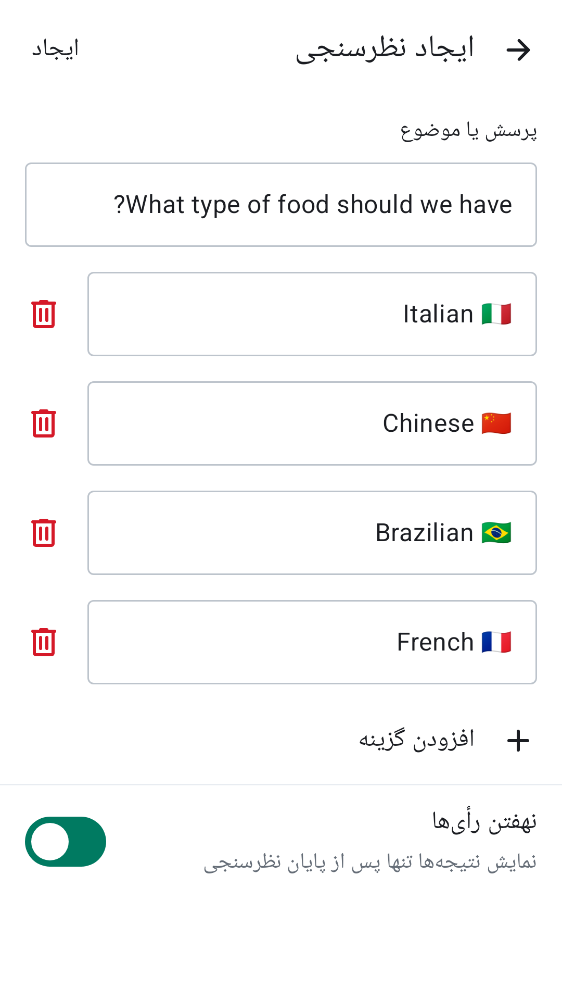 ایجاد نظرسنجی
ایجاد
پرسش یا موضوع
What type of food should we have?
Italian 🇮🇹
Chinese 🇨🇳
Brazilian 🇧🇷
French 🇫🇷
افزودن گزینه
نهفتن رأی‌ها
نمایش نتیجه‌ها تنها پس از پایان نظرسنجی